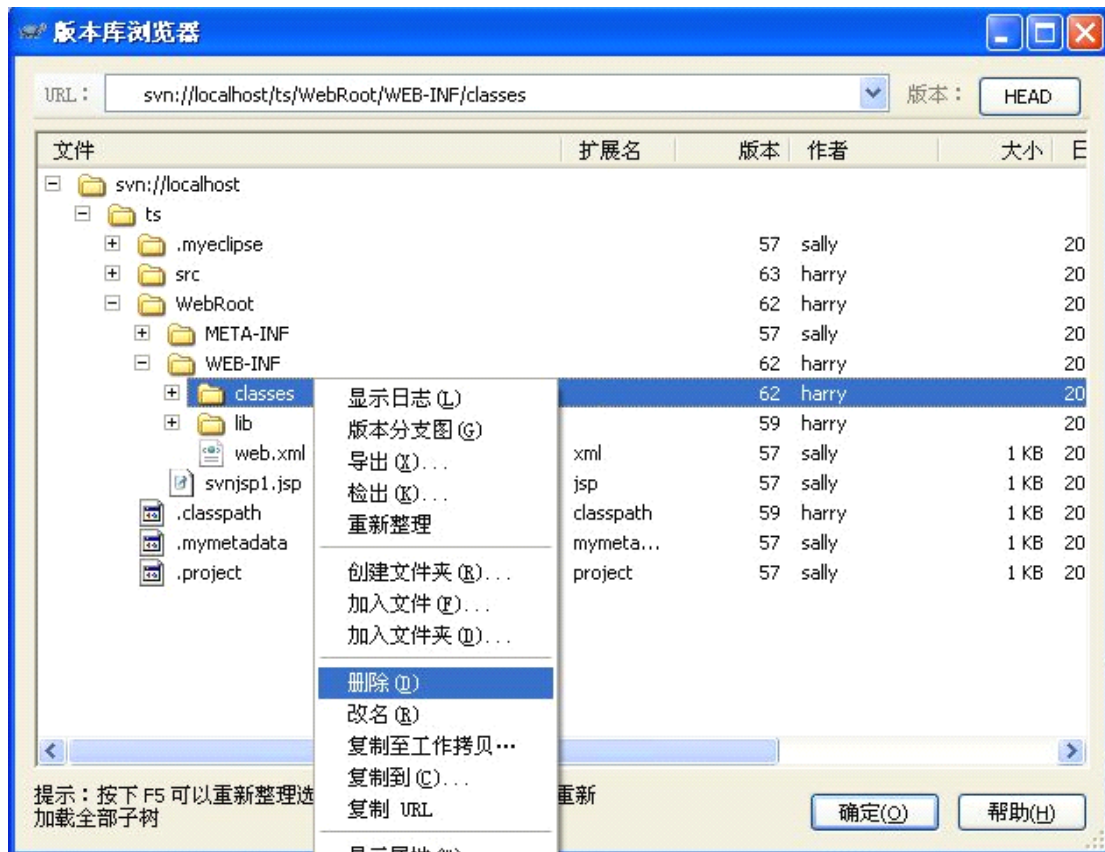 版本库浏览器
URL： svn://localhost/ts/WebRoot/WEB-INF/classes 版本： HEAD
文件 扩展名 版本 作者 大小
svn://localhost
ts
.myeclipse 57 sally 20
src 63 harry 20
WebRoot 62 harry 20
META-INF 57 sally 20
WEB-INF 62 harry 20
classes 62 harry 20
lib 59 harry 20
web.xml xml 57 sally 1 KB 20
svnjsp1.jsp jsp 57 sally 1 KB 20
.classpath classpath 59 harry 1 KB 20
.mymetadata mymeta... 57 sally 1 KB 20
.project project 57 sally 1 KB 20
显示日志(L)
版本分支图(G)
导出(X)...
检出(K)...
重新整理
创建文件夹(R)...
加入文件(F)...
加入文件夹(D)...
删除(D)
改名(R)
复制至工作拷贝...
复制到(C)...
复制 URL
提示：按下 F5 可以重新整理选 重新
加载全部子树
确定(O) 帮助(H)